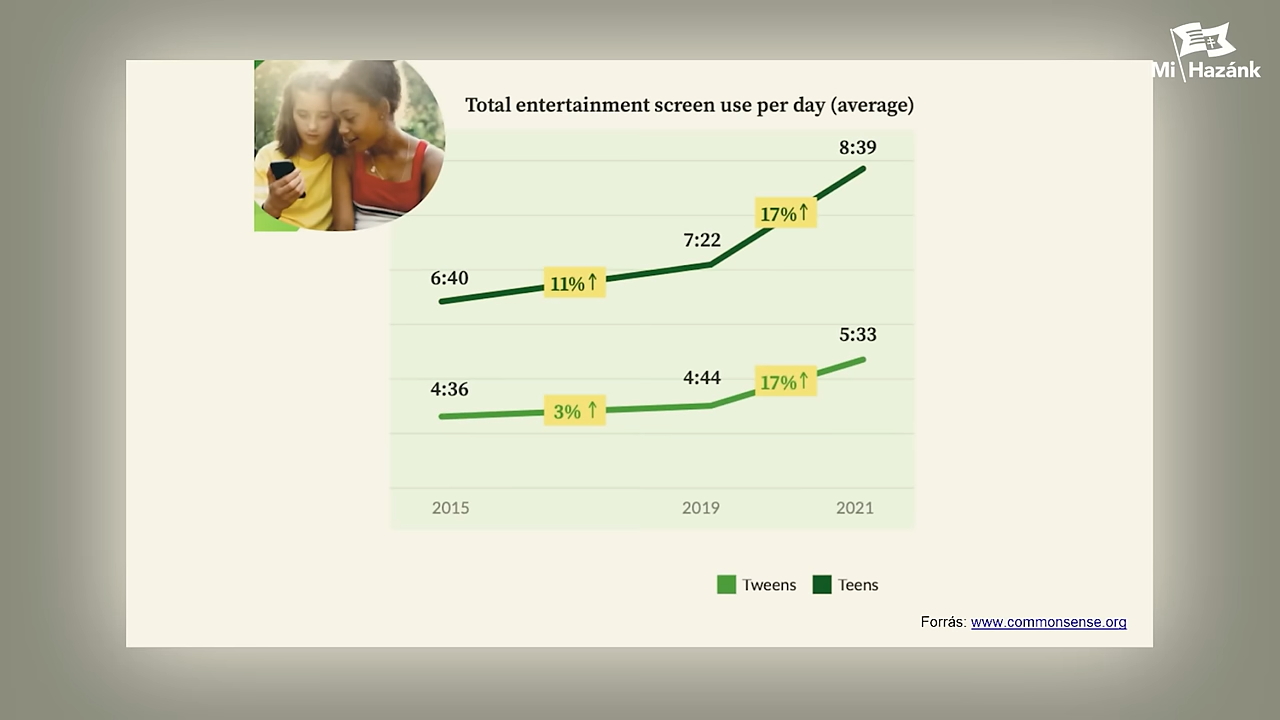 Mi Hazánk
Total entertainment screen use per day (average)
8:39
17%↑
7:22
6:40
11%↑
5:33
4:44
17%↑
4:36
3% ↑
2015 2019 2021
Tweens Teens
Forrás: www.commonsense.org